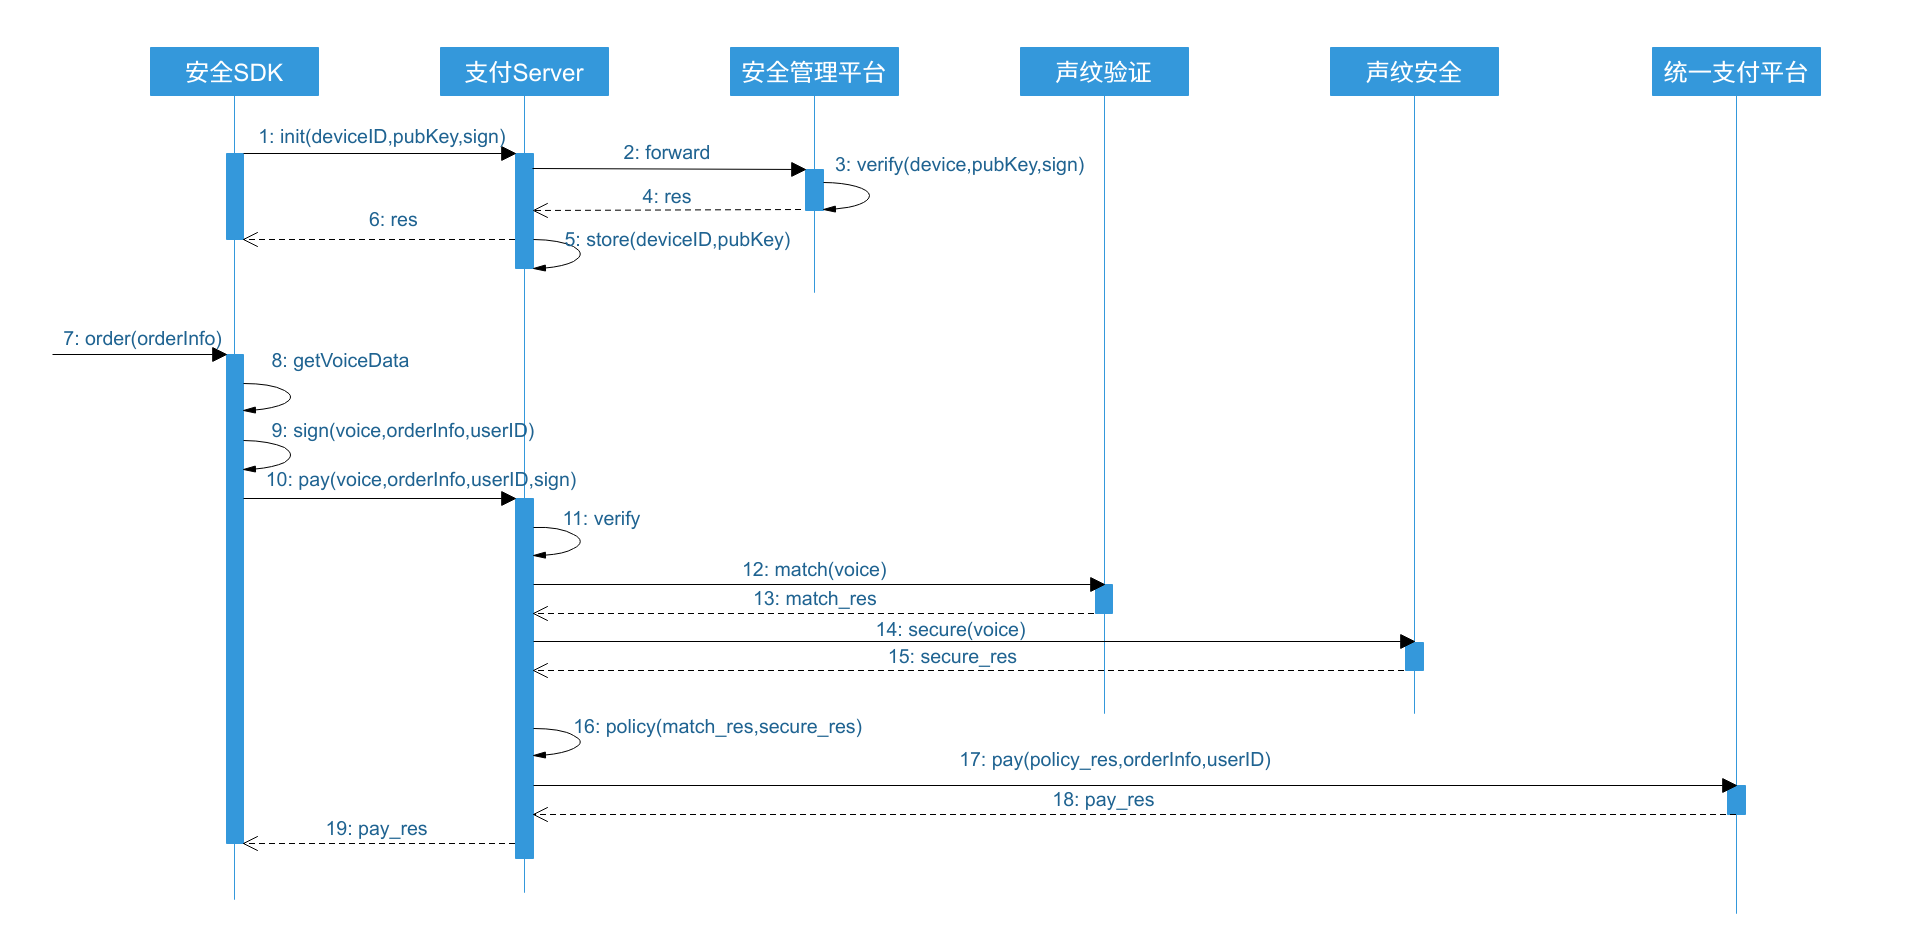 安全SDK
支付Server
安全管理平台
声纹验证
声纹安全
统一支付平台
1: init(deviceID,pubKey,sign)
2: forward
3: verify(device,pubKey,sign)
4: res
6: res
5: store(deviceID,pubKey)
7: order(orderInfo)
8: getVoiceData
9: sign(voice,orderInfo,userID)
10: pay(voice,orderInfo,userID,sign)
11: verify
12: match(voice)
13: match_res
14: secure(voice)
15: secure_res
16: policy(match_res,secure_res)
17: pay(policy_res,orderInfo,userID)
18: pay_res
19: pay_res